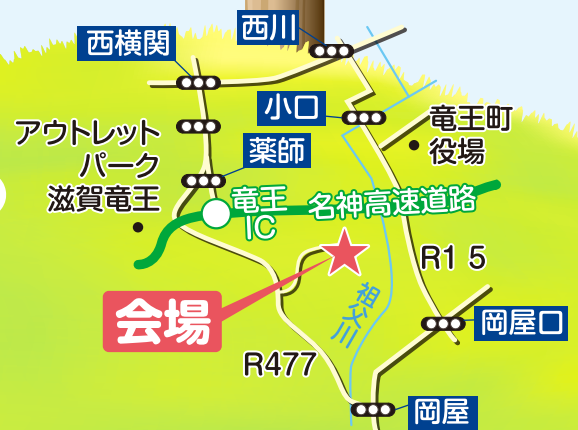 西川
西横関
小口
竜王町
役場
アウトレット
パーク
滋賀竜王
薬師
竜王
IC
名神高速道路
R15
祖父川
会場
岡屋口
R477
岡屋